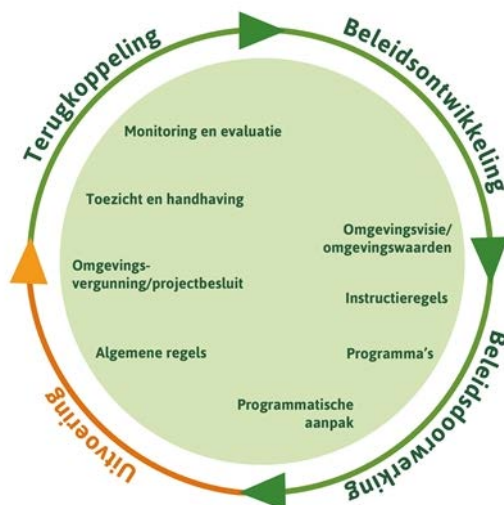 Terugkoppeling
Beleidsontwikkeling
Monitoring en evaluatie
Toezicht en handhaving
Omgevingsvisie/
omgevingswaarden
Omgevings-
vergunning/projectbesluit
Instructieregels
Algemene regels
Programma's
Programmatische
aanpak
Uitvoering
Beleidsdoorwerking